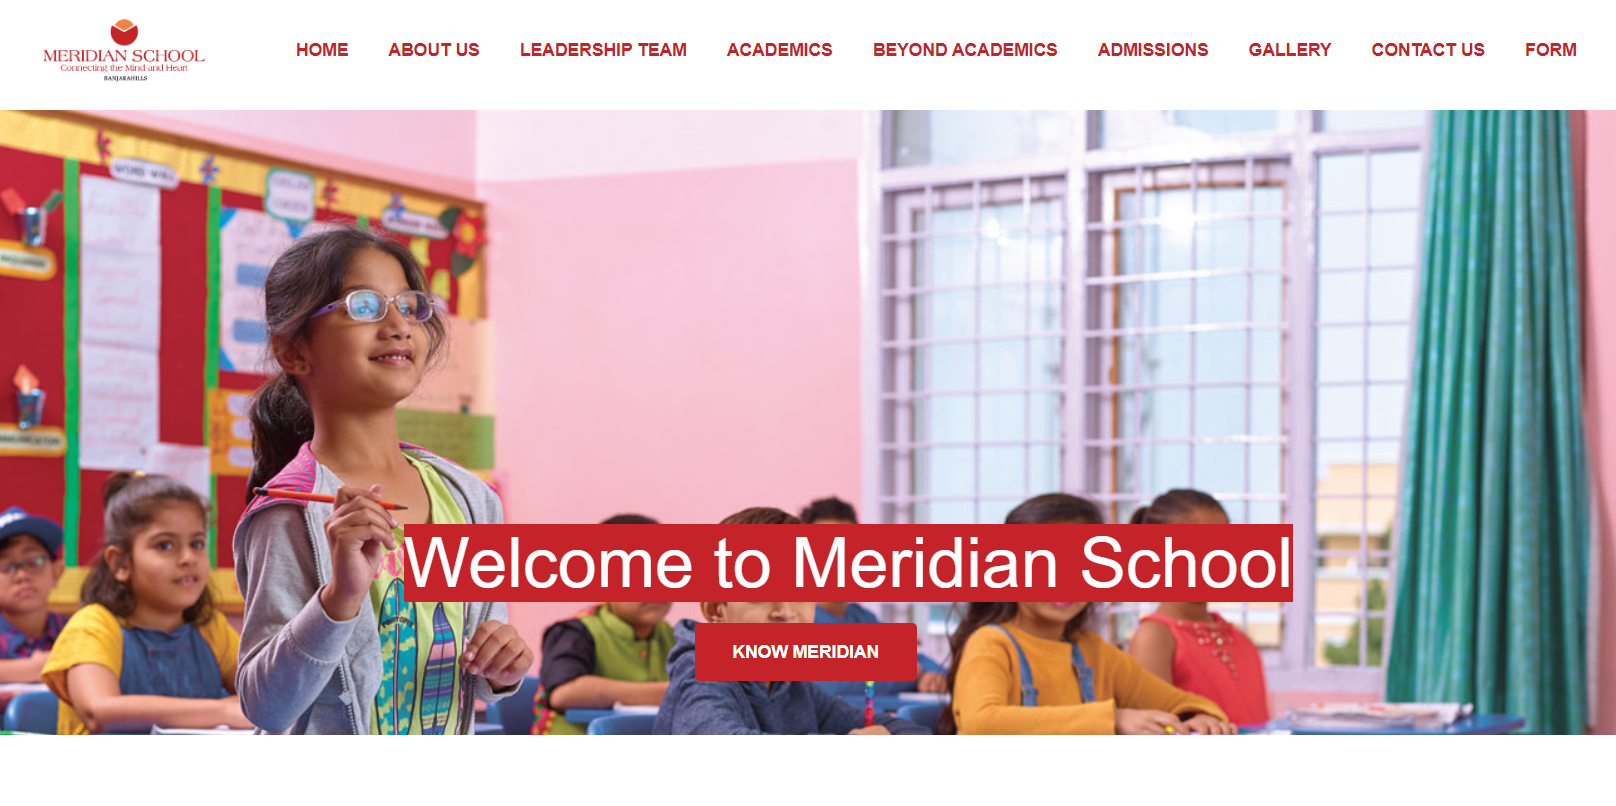 MERIDIAN SCHOOL
Connecting the Mind and Heart
BANJARAHILLS
HOME
ABOUT US
LEADERSHIP TEAM
ACADEMICS
BEYOND ACADEMICS
ADMISSIONS
GALLERY
CONTACT US
FORM
WORD WALL
Welcome to Meridian School
KNOW MERIDIAN